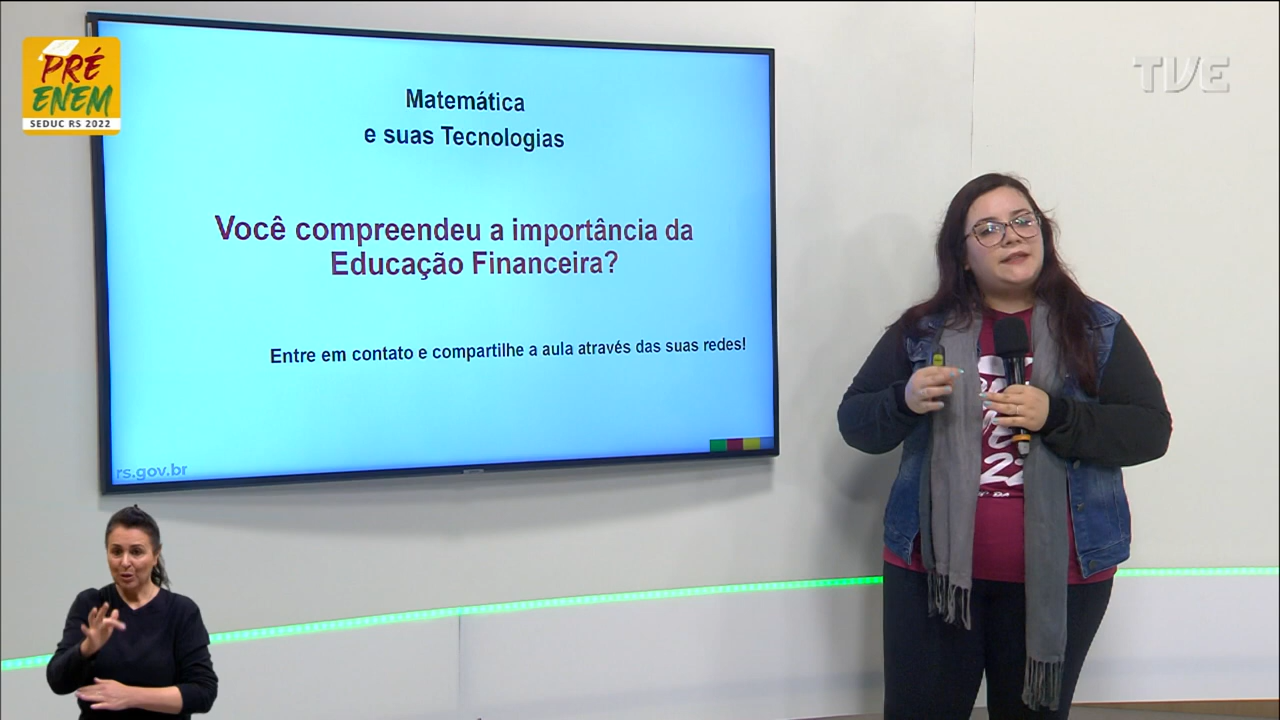 PRÉ
ENEM
SEDUC RS 2022
TVE
Matemática
e suas Tecnologias
Você compreendeu a importância da
Educação Financeira?
Entre em contato e compartilhe a aula através das suas redes!
rs.gov.br